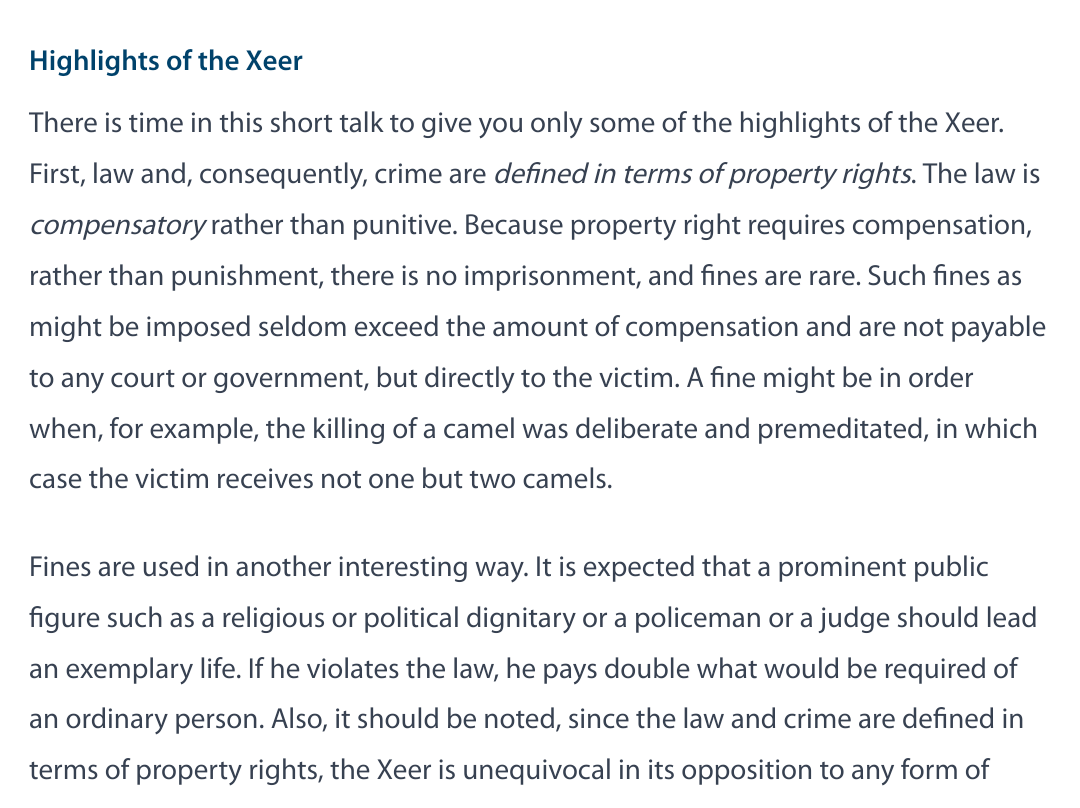 Highlights of the Xeer
There is time in this short talk to give you only some of the highlights of the Xeer.
First, law and, consequently, crime are defined in terms of property rights. The law is
compensatory rather than punitive. Because property right requires compensation,
rather than punishment, there is no imprisonment, and fines are rare. Such fines as
might be imposed seldom exceed the amount of compensation and are not payable
to any court or government, but directly to the victim. A fine might be in order
when, for example, the killing of a camel was deliberate and premeditated, in which
case the victim receives not one but two camels.
Fines are used in another interesting way. It is expected that a prominent public
figure such as a religious or political dignitary or a policeman or a judge should lead
an exemplary life. If he violates the law, he pays double what would be required of
an ordinary person. Also, it should be noted, since the law and crime are defined in
terms of property rights, the Xeer is unequivocal in its opposition to any form of